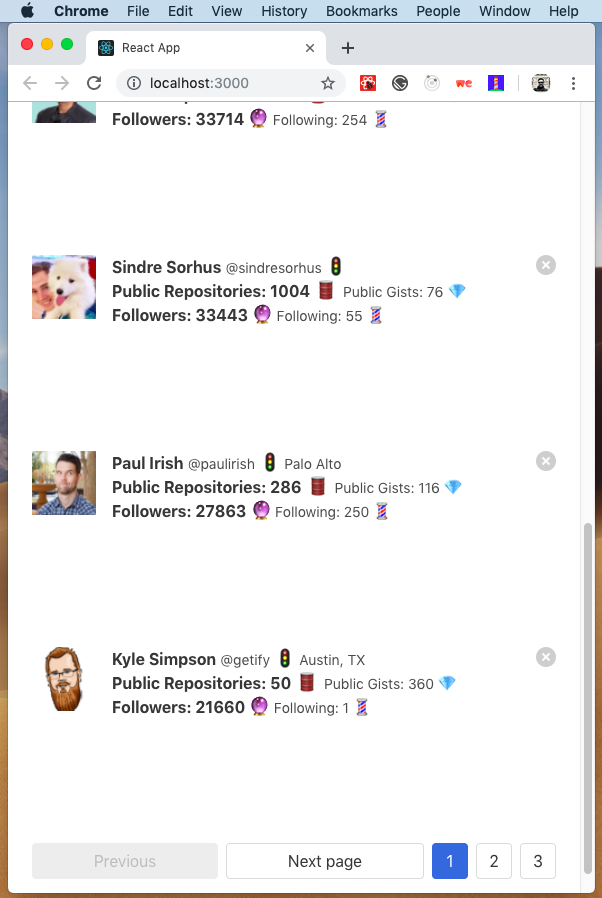 Chrome File Edit View History Bookmarks People Window Help
React App
localhost:3000
Followers: 33714 Following: 254
Sindre Sorhus @sindresorhus
Public Repositories: 1004 Public Gists: 76
Followers: 33443 Following: 55
Paul Irish @paulirish Palo Alto
Public Repositories: 286 Public Gists: 116
Followers: 27863 Following: 250
Kyle Simpson @getify Austin, TX
Public Repositories: 50 Public Gists: 360
Followers: 21660 Following: 1
Previous Next page 1 2 3